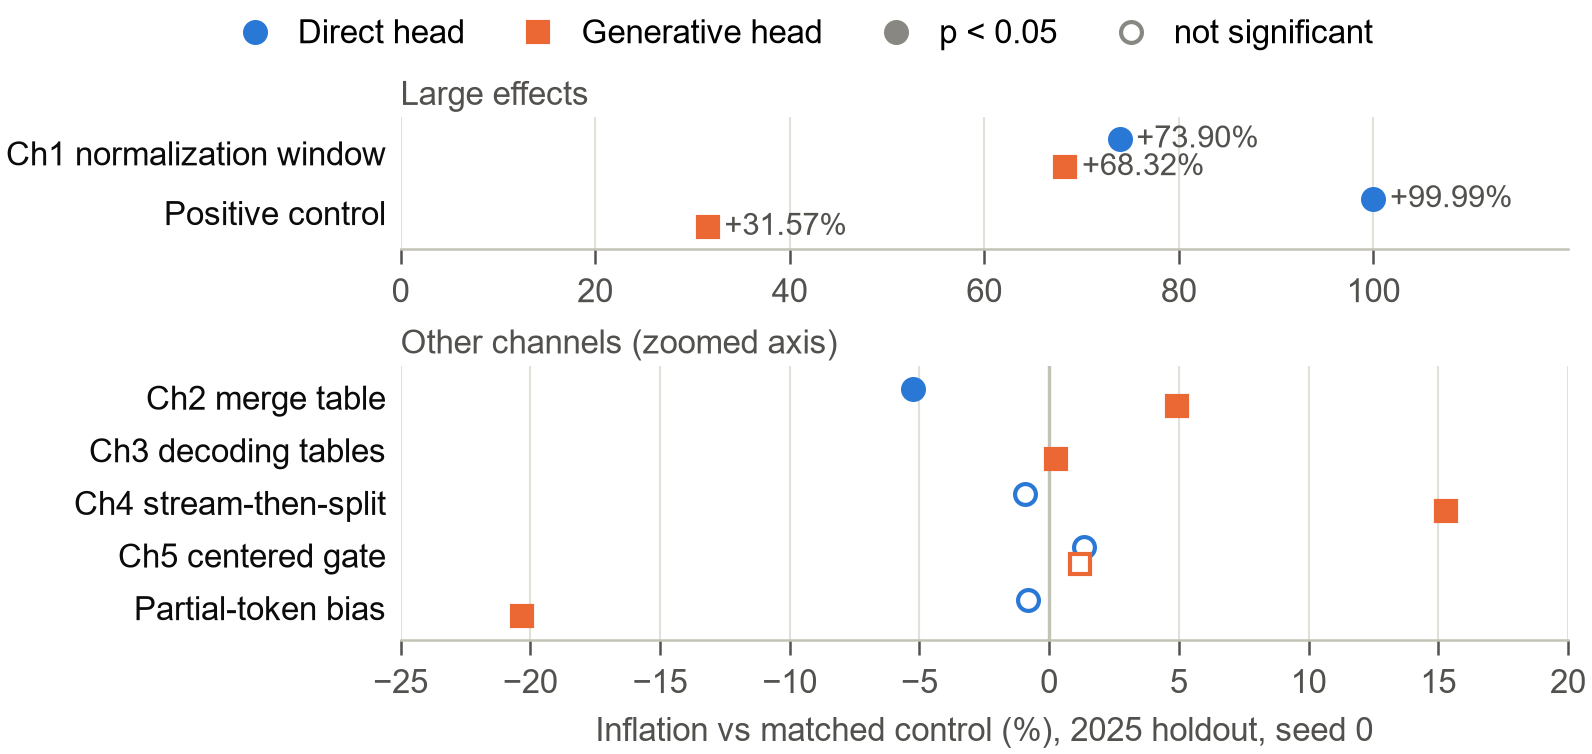 Direct head  Generative head  p < 0.05  not significant
Large effects
Ch1 normalization window
+73.90%
+68.32%
Positive control
+99.99%
+31.57%
0 20 40 60 80 100
Other channels (zoomed axis)
Ch2 merge table
Ch3 decoding tables
Ch4 stream-then-split
Ch5 centered gate
Partial-token bias
−25 −20 −15 −10 −5 0 5 10 15 20
Inflation vs matched control (%), 2025 holdout, seed 0